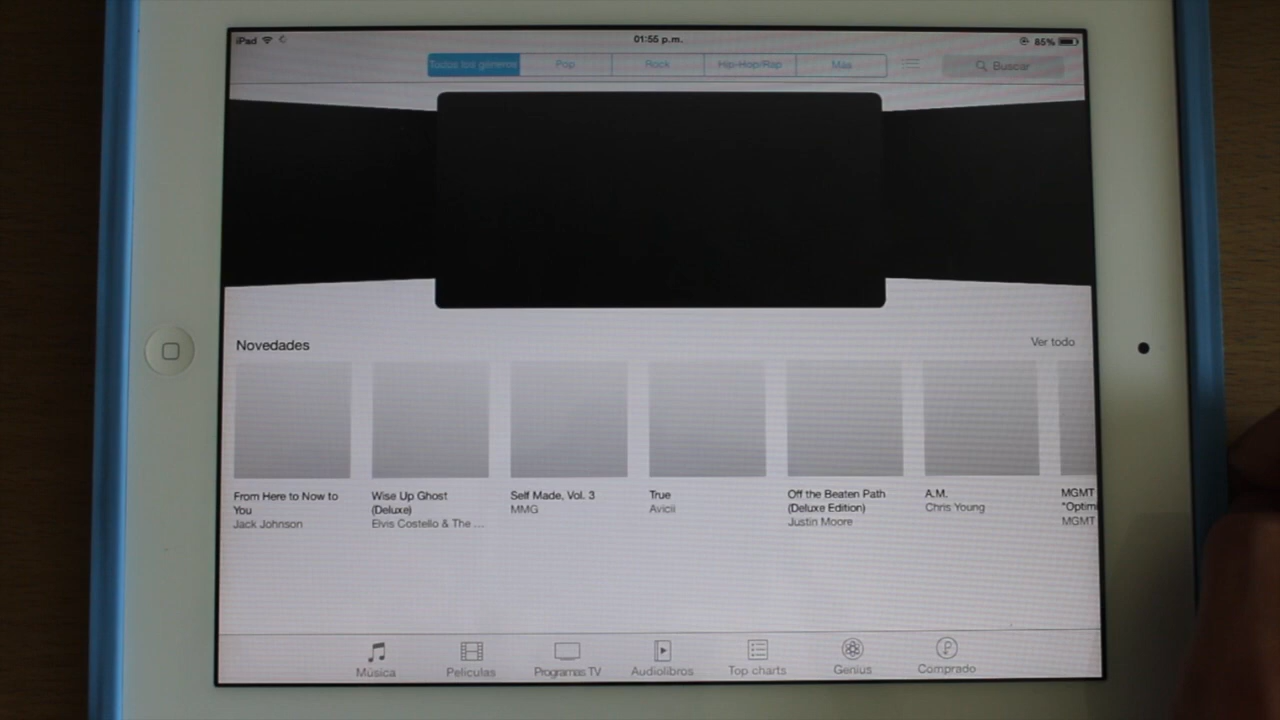 iPad 01:55 p.m. 85%
Todos los géneros Pop Rock Hip-Hop/Rap Más Buscar
Novedades Ver todo
From Here to Now to
You
Jack Johnson
Wise Up Ghost
(Deluxe)
Elvis Costello & The ...
Self Made, Vol. 3
MMG
True
Avicii
Off the Beaten Path
(Deluxe Edition)
Justin Moore
A.M.
Chris Young
MGMT
"Optimi
MGMT
Música Películas Programas TV Audiolibros Top charts Genius Comprado